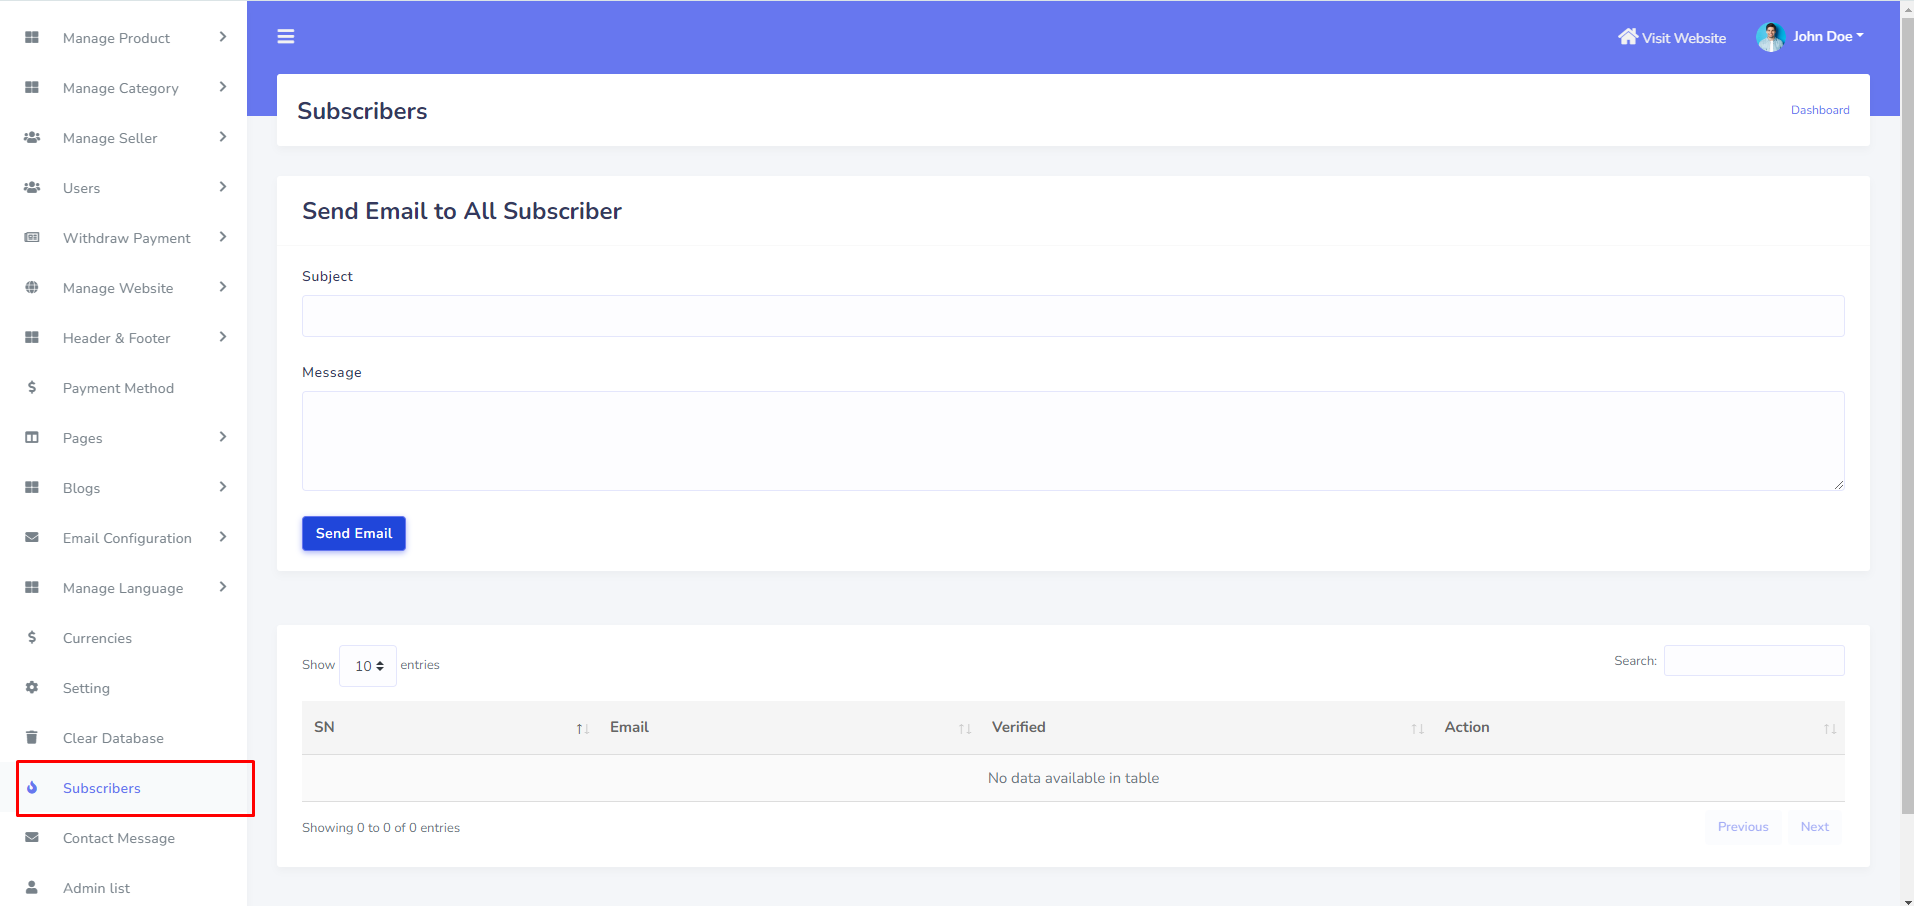 Manage Product
Manage Category
Manage Seller
Users
Withdraw Payment
Manage Website
Header & Footer
Payment Method
Pages
Blogs
Email Configuration
Manage Language
Currencies
Setting
Clear Database
Subscribers
Contact Message
Admin list
Visit Website
John Doe
Subscribers
Dashboard
Send Email to All Subscriber
Subject
Message
Send Email
Show 10 entries
Search:
SN Email Verified Action
No data available in table
Showing 0 to 0 of 0 entries
Previous Next